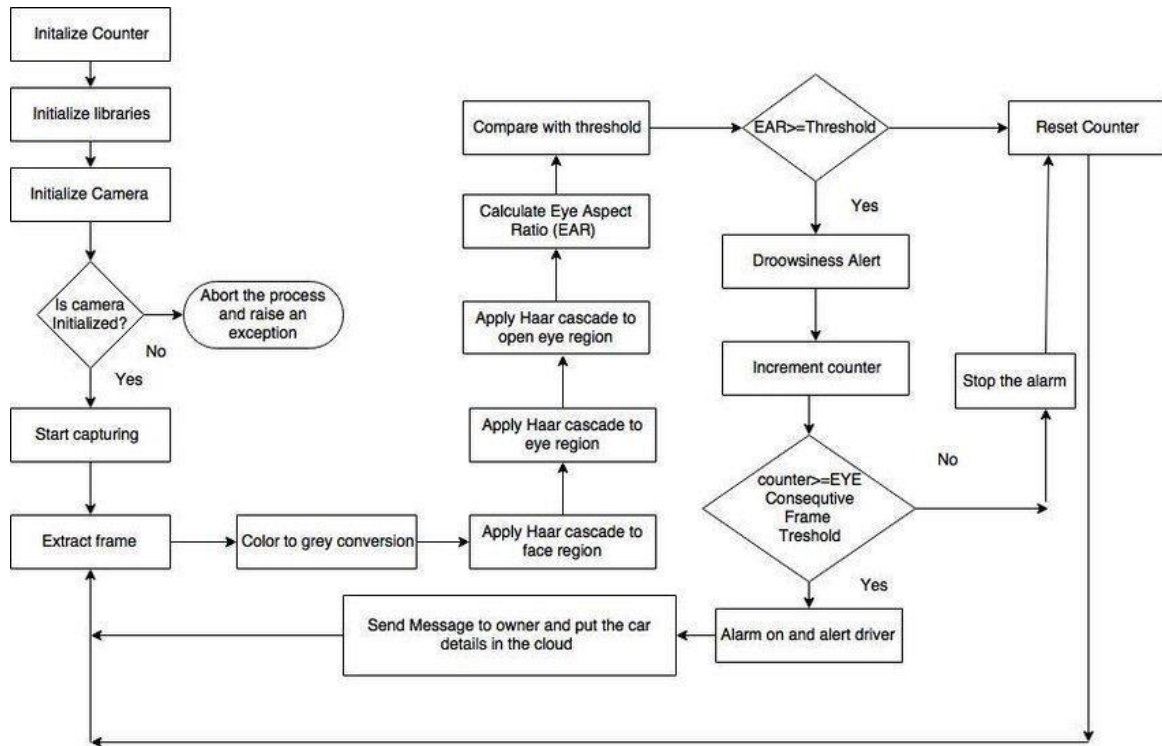 Initalize Counter
Initialize libraries
Initialize Camera
Is camera
Initialized?
Abort the process
and raise an
exception
No
Yes
Start capturing
Extract frame
Color to grey conversion
Apply Haar cascade to
face region
Apply Haar cascade to
eye region
Apply Haar cascade to
open eye region
Calculate Eye Aspect
Ratio (EAR)
Compare with threshold
EAR>=Threshold
Reset Counter
Yes
Droowsiness Alert
Increment counter
Stop the alarm
No
counter>=EYE
Consequtive
Frame
Treshold
Yes
Alarm on and alert driver
Send Message to owner and put the car
details in the cloud